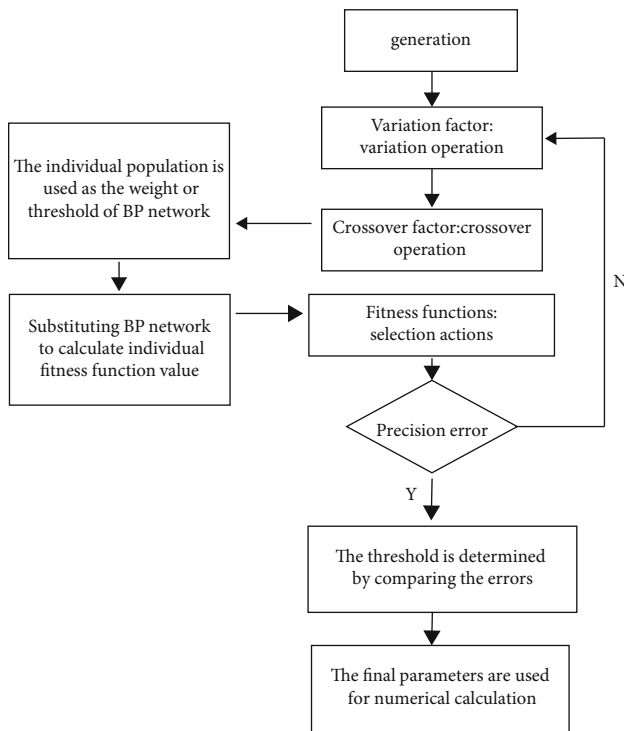 generation
Variation factor:
variation operation
Crossover factor:crossover
operation
The individual population is
used as the weight or
threshold of BP network
Substituting BP network
to calculate individual
fitness function value
Fitness functions:
selection actions
Precision error
N
Y
The threshold is determined
by comparing the errors
The final parameters are used
for numerical calculation